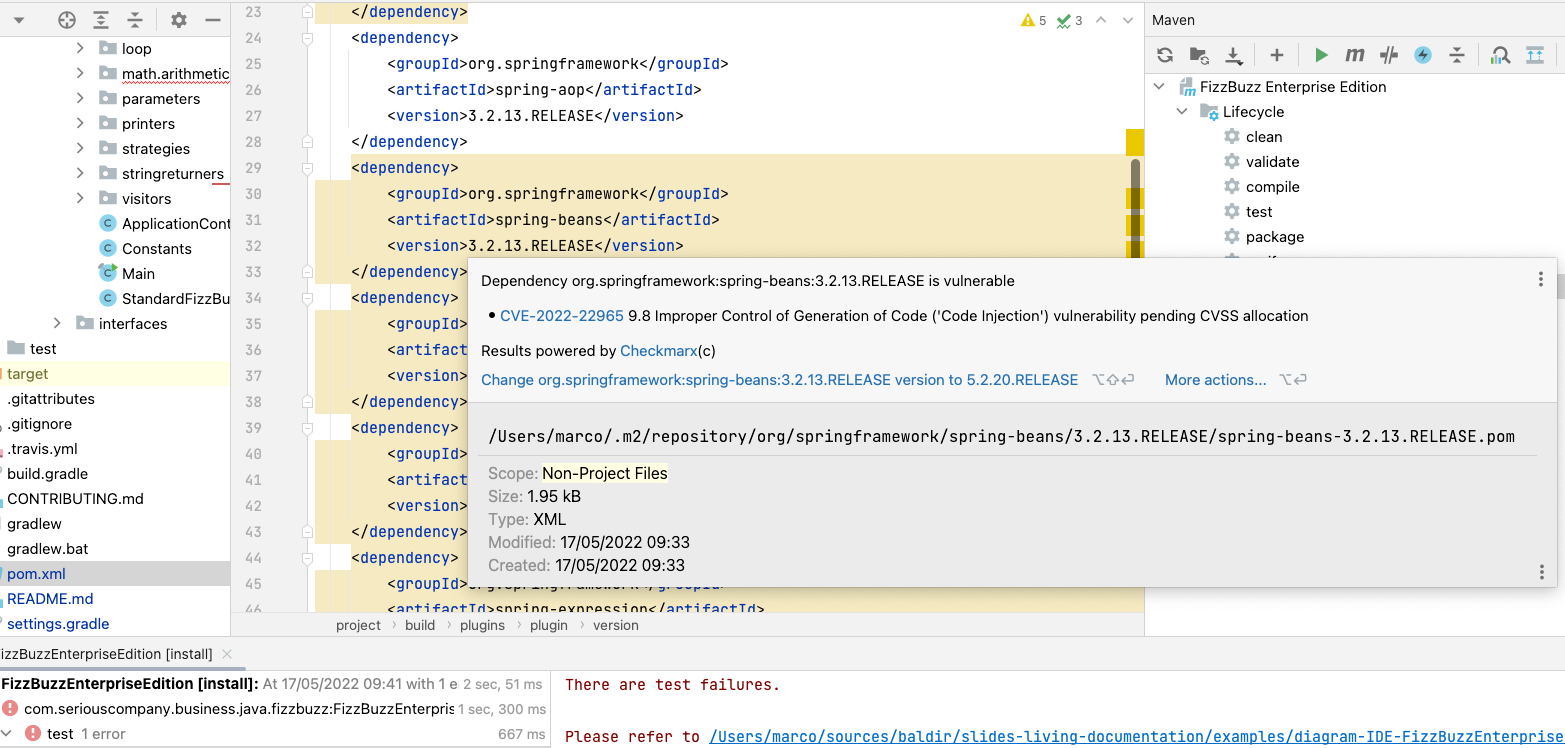 loop
math.arithmetic
parameters
printers
strategies
stringreturners
visitors
ApplicationCont
Constants
Main
StandardFizzBu
interfaces
test
target
.gitattributes
.gitignore
.travis.yml
build.gradle
CONTRIBUTING.md
gradlew
gradlew.bat
pom.xml
README.md
settings.gradle
5 3
23 </dependency>
24 <dependency>
25 <groupId>org.springframework</groupId>
26 <artifactId>spring-aop</artifactId>
27 <version>3.2.13.RELEASE</version>
28 </dependency>
29 <dependency>
30 <groupId>org.springframework</groupId>
31 <artifactId>spring-beans</artifactId>
32 <version>3.2.13.RELEASE</version>
33 </dependency>
34 <dependency>
35 <groupId>
36 <artifact
37 <version>
38 </dependency>
39 <dependency>
40 <groupId>
41 <artifact
42 <version>
43 </dependency>
44 <dependency>
45 <groupId>org.springframework</groupId>
46 <artifactId>spring-expression</artifactId>
project > build > plugins > plugin > version
Maven
FizzBuzz Enterprise Edition
Lifecycle
clean
validate
compile
test
package
Dependency org.springframework:spring-beans:3.2.13.RELEASE is vulnerable
• CVE-2022-22965 9.8 Improper Control of Generation of Code ('Code Injection') vulnerability pending CVSS allocation
Results powered by Checkmarx(c)
Change org.springframework:spring-beans:3.2.13.RELEASE version to 5.2.20.RELEASE ⌥⇧⏎ More actions... ⌥⏎
/Users/marco/.m2/repository/org/springframework/spring-beans/3.2.13.RELEASE/spring-beans-3.2.13.RELEASE.pom
Scope: Non-Project Files
Size: 1.95 kB
Type: XML
Modified: 17/05/2022 09:33
Created: 17/05/2022 09:33
izzBuzzEnterpriseEdition [install]
FizzBuzzEnterpriseEdition [install]: At 17/05/2022 09:41 with 1 e 2 sec, 51 ms
com.seriouscompany.business.java.fizzbuzz:FizzBuzzEnterpris 1 sec, 300 ms
test 1 error 667 ms
There are test failures.
Please refer to /Users/marco/sources/baldir/slides-living-documentation/examples/diagram-IDE-FizzBuzzEnterprise